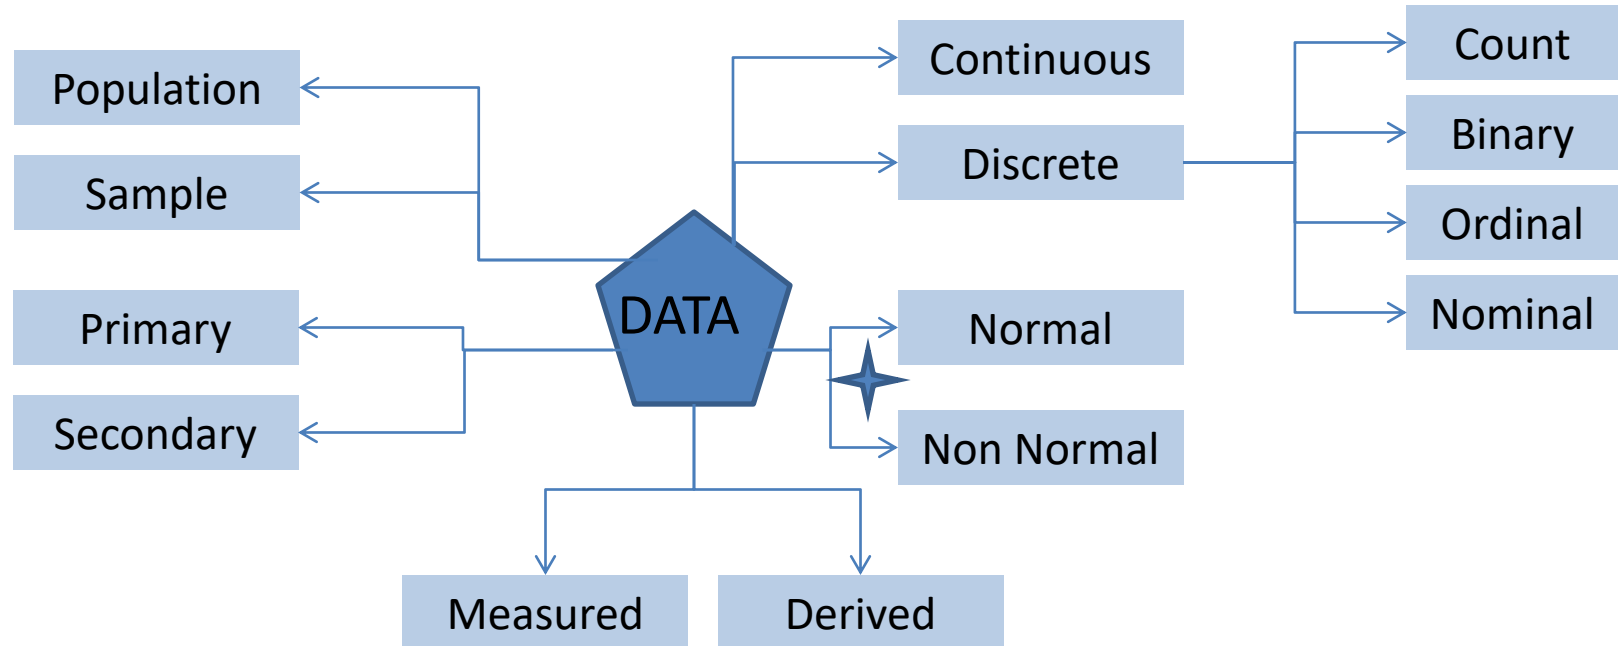 Population
Sample
Primary
Secondary
DATA
Continuous
Discrete
Normal
Non Normal
Count
Binary
Ordinal
Nominal
Measured
Derived